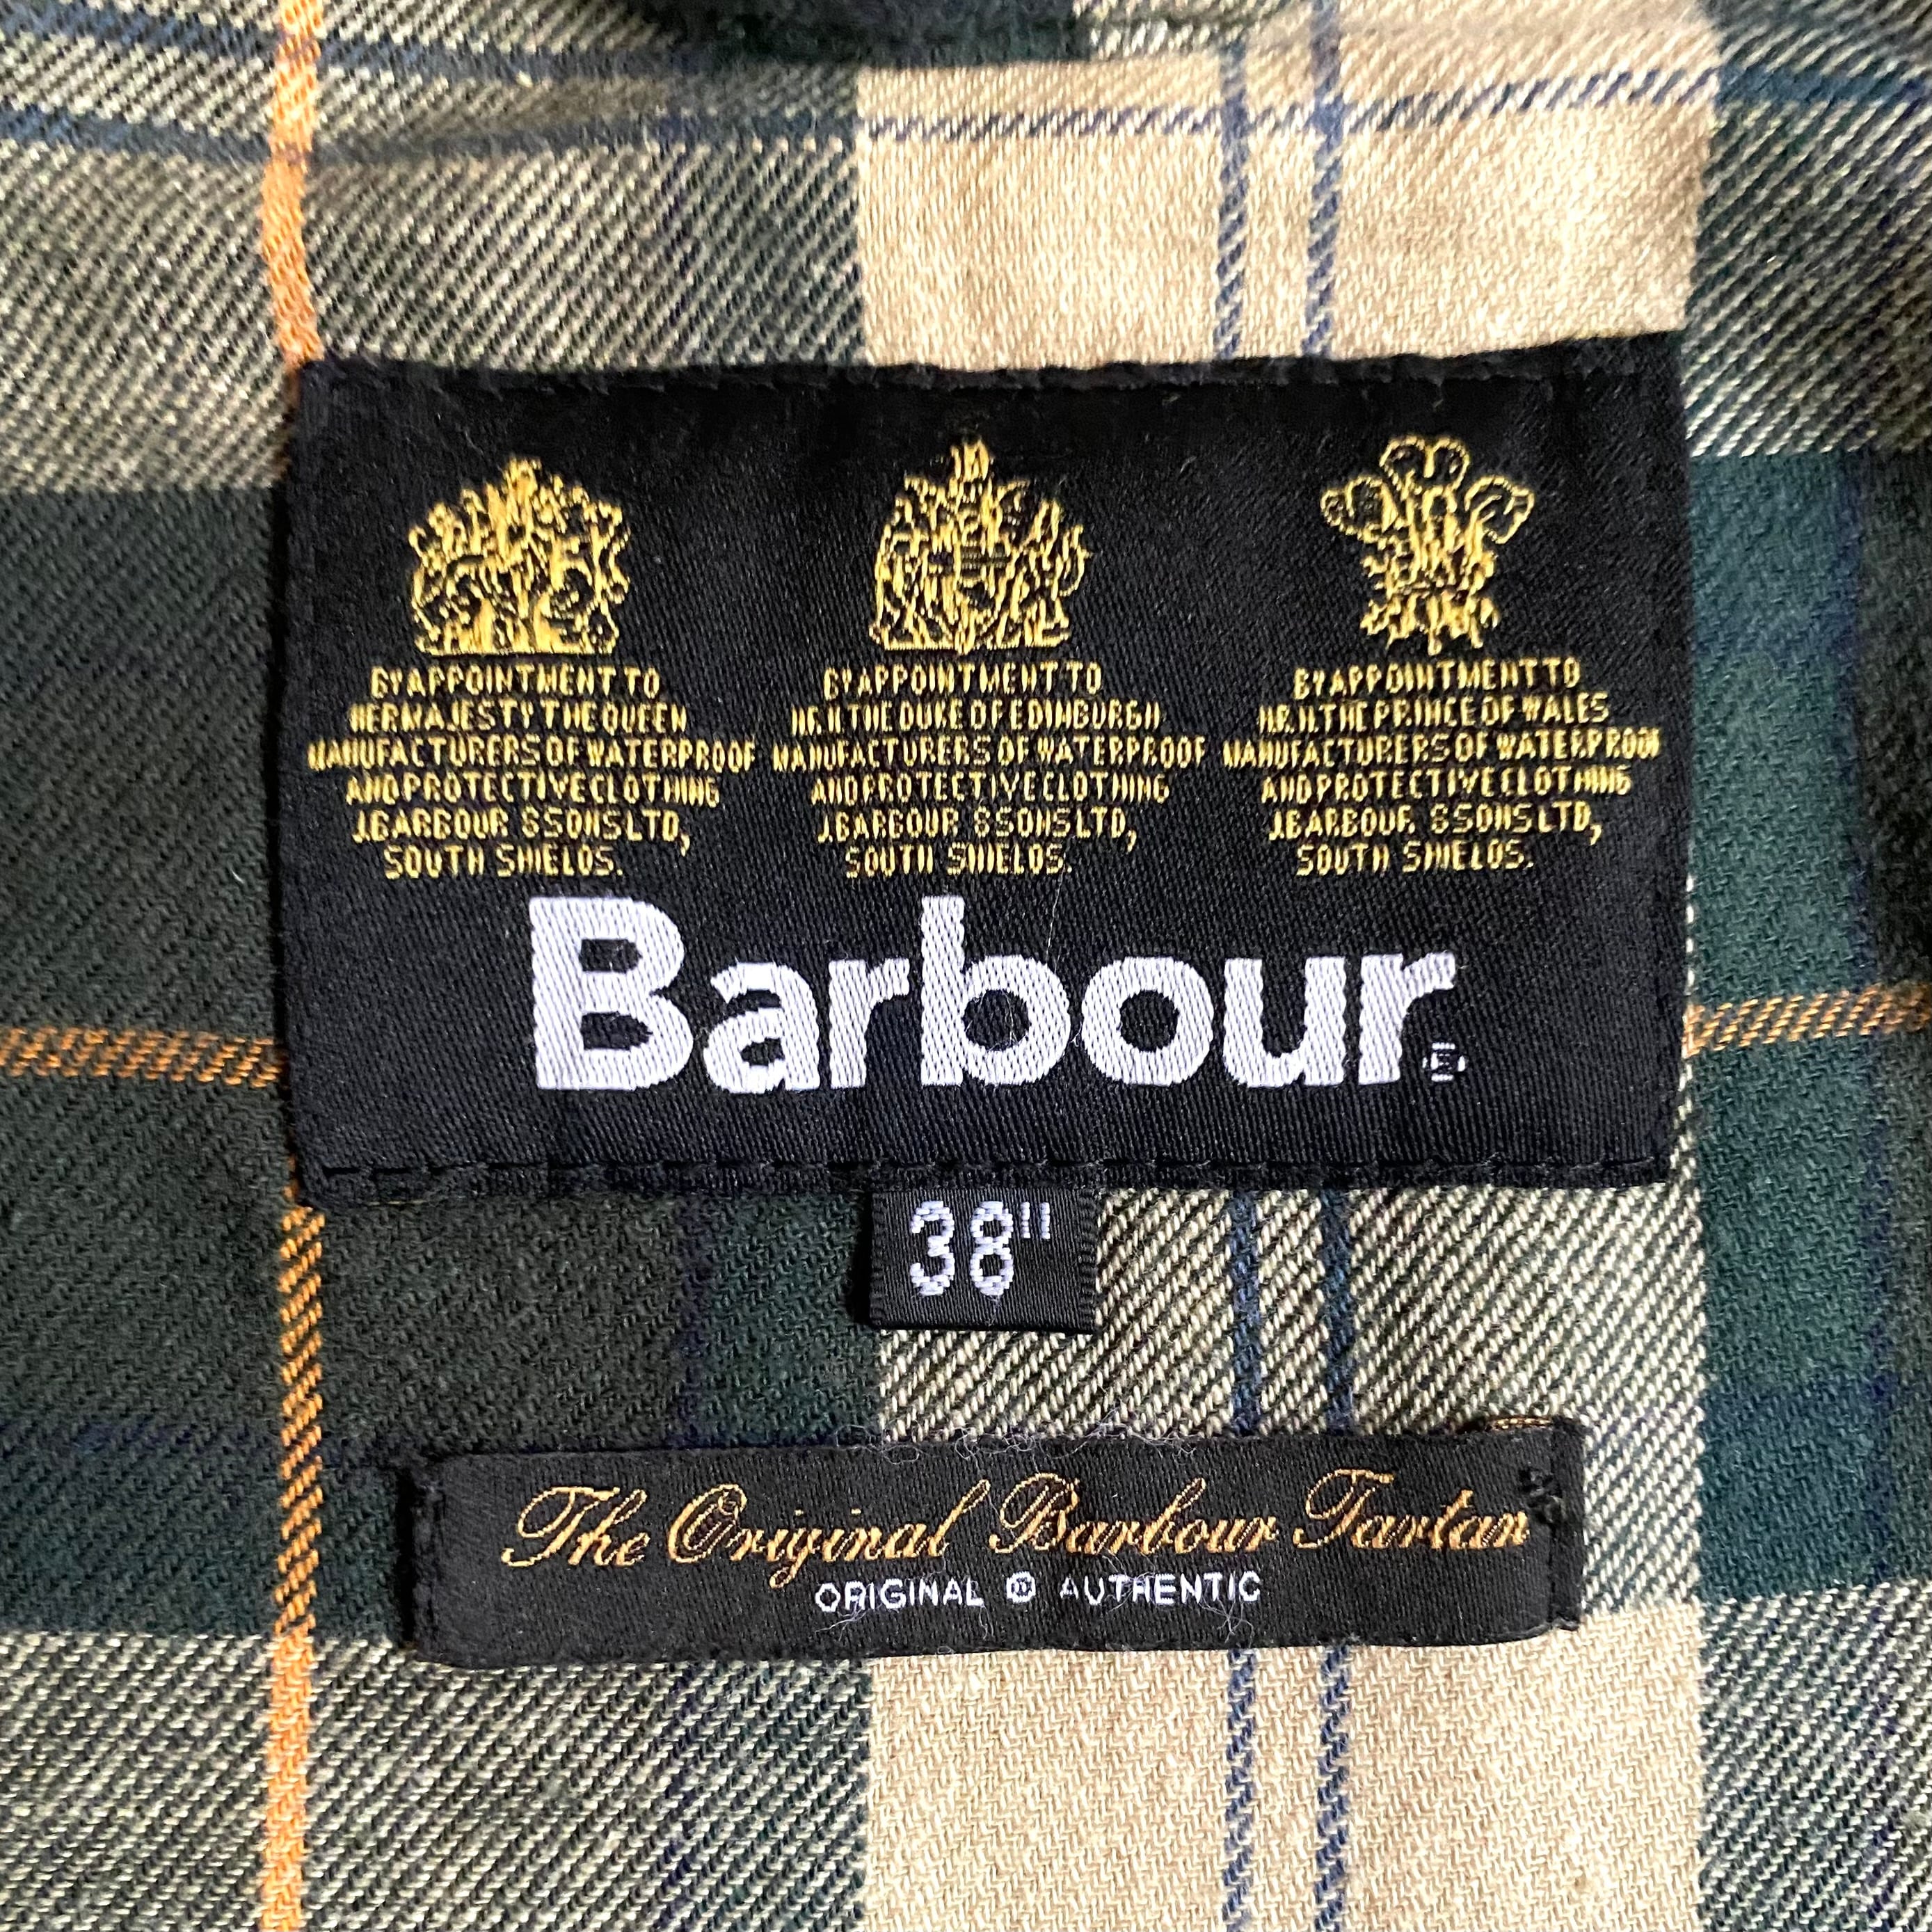 BY APPOINTMENT TO
HER MAJESTY THE QUEEN
MANUFACTURERS OF WATERPROOF
AND PROTECTIVE CLOTHING
J.BARBOUR & SONS LTD,
SOUTH SHIELDS.
BY APPOINTMENT TO
H.R.H. THE DUKE OF EDINBURGH
MANUFACTURERS OF WATERPROOF
AND PROTECTIVE CLOTHING
J.BARBOUR & SONS LTD,
SOUTH SHIELDS.
BY APPOINTMENT TO
H.R.H. THE PRINCE OF WALES
MANUFACTURERS OF WATERPROOF
AND PROTECTIVE CLOTHING
J.BARBOUR & SONS LTD,
SOUTH SHIELDS.
Barbour®
38"
The Original Barbour Tartan
ORIGINAL ® AUTHENTIC